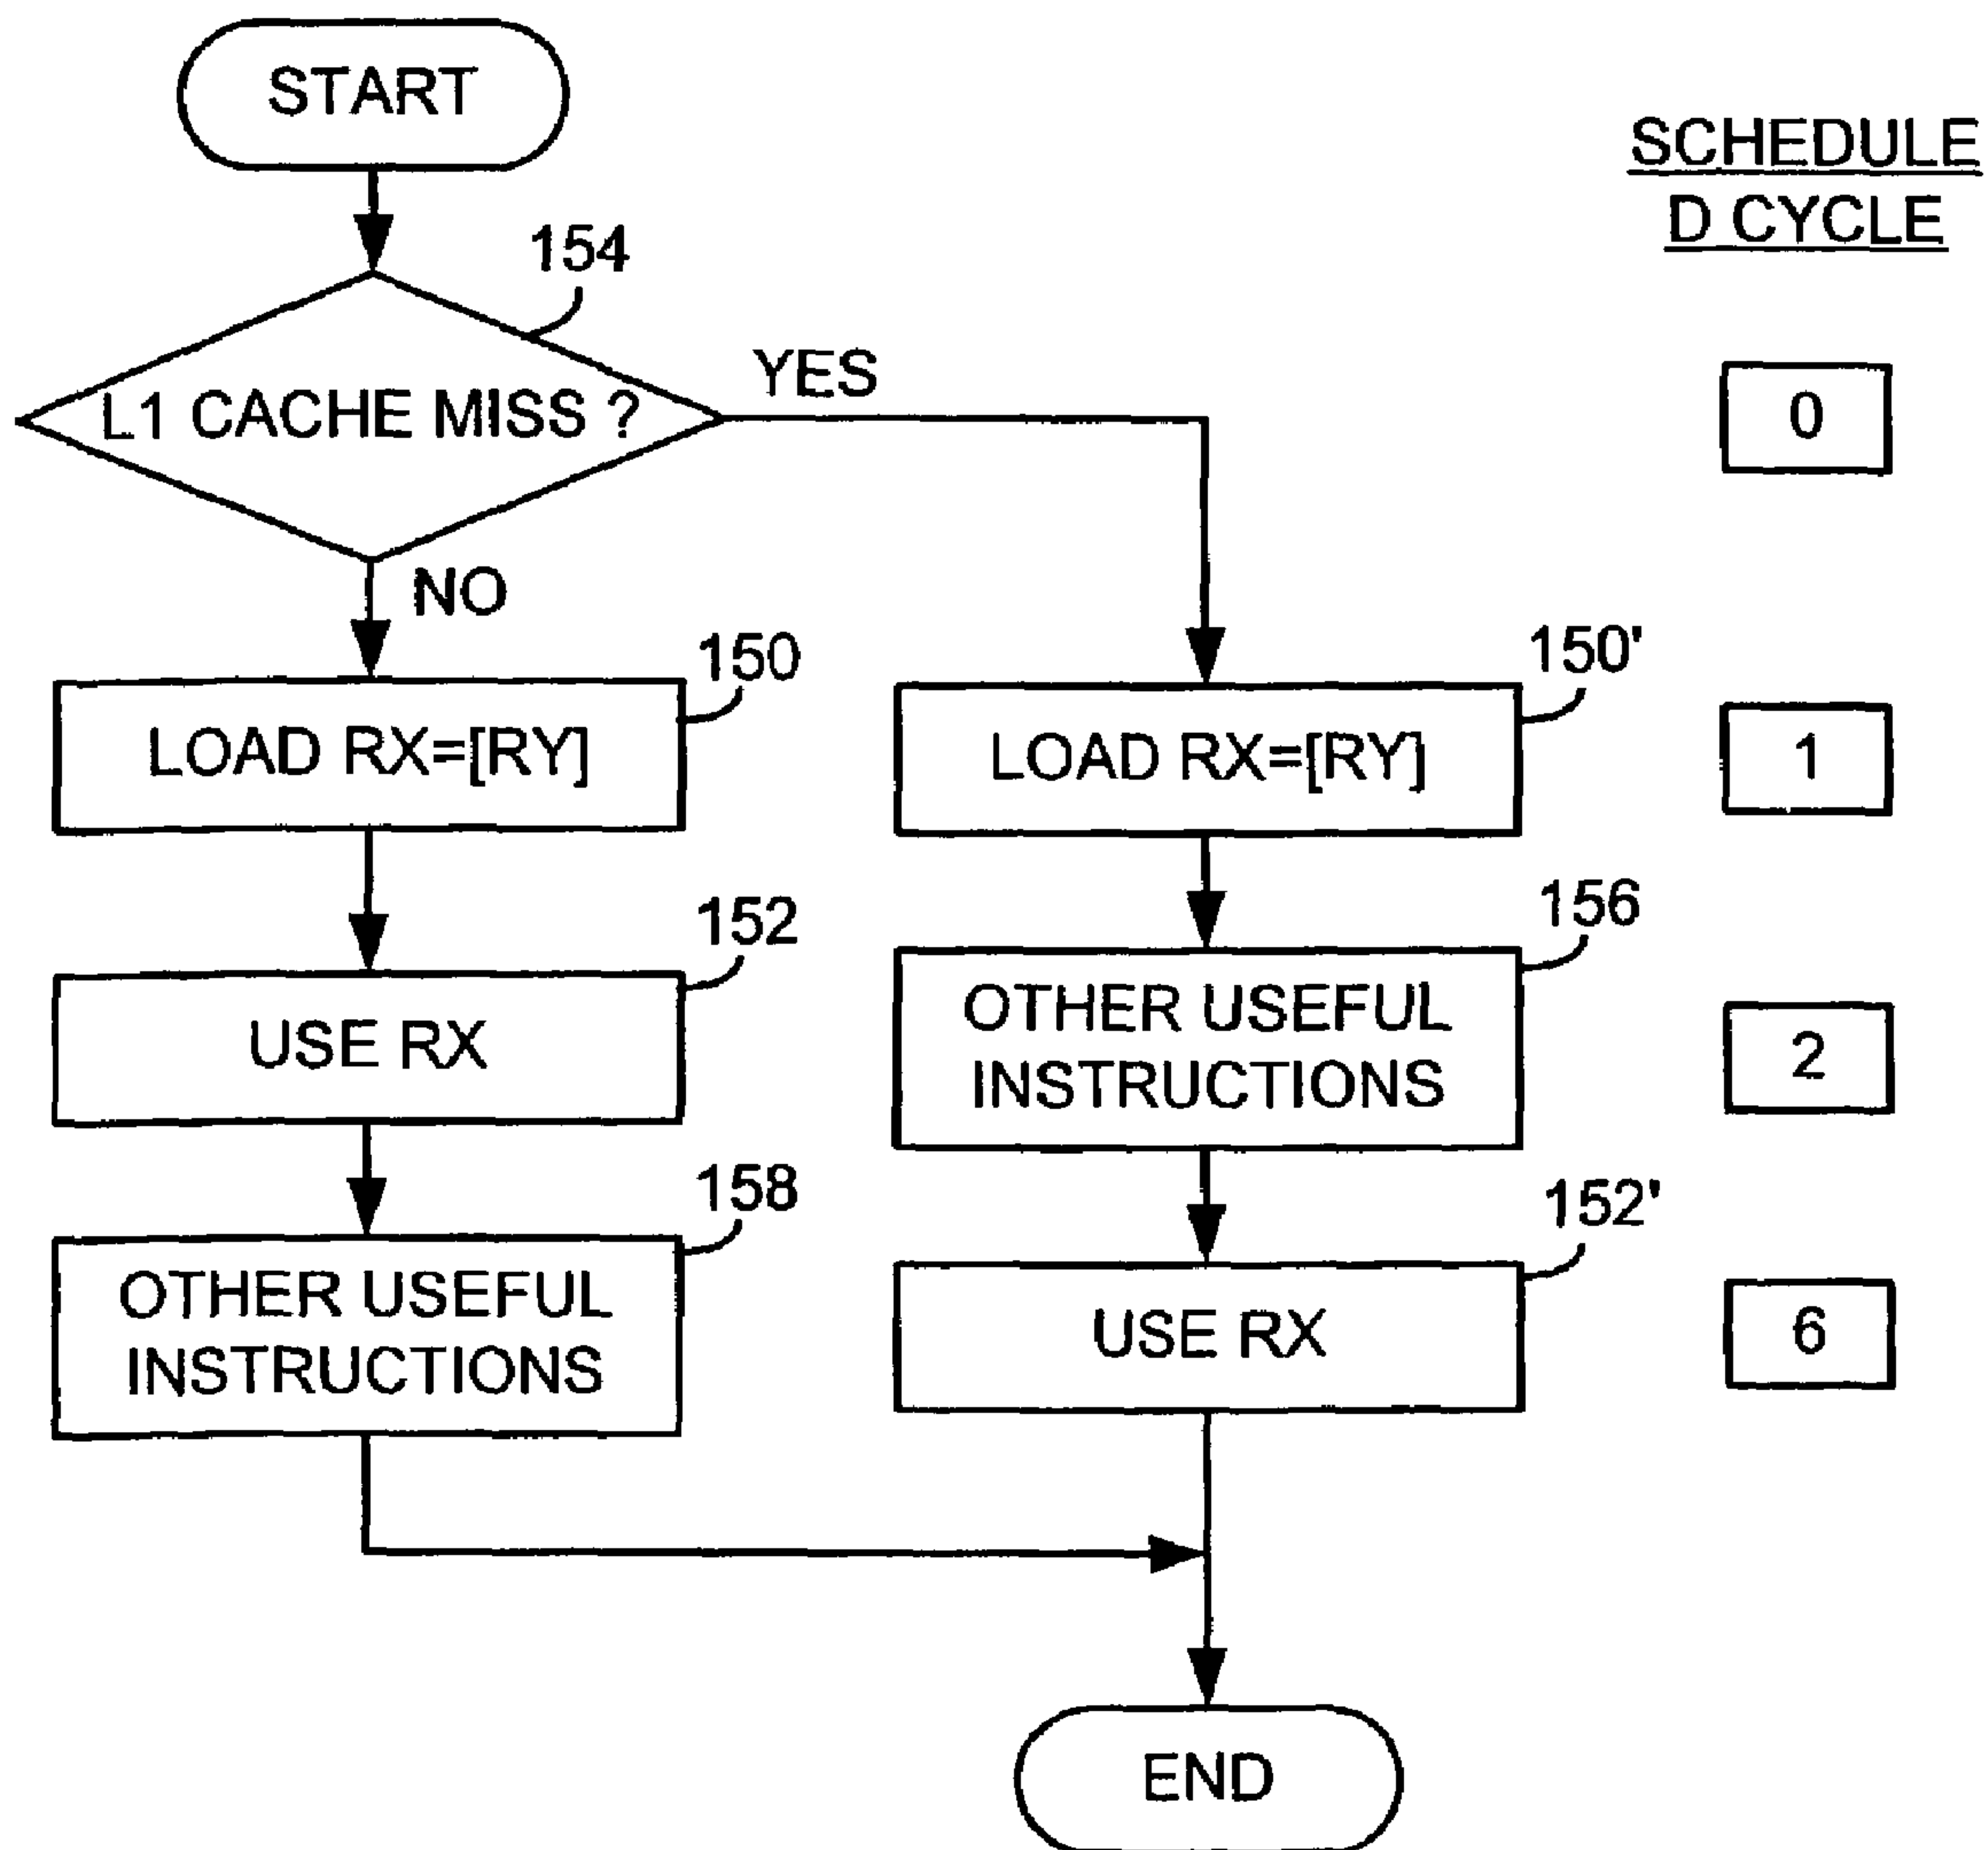 START
SCHEDULE
D CYCLE
154
L1 CACHE MISS ?
YES
0
NO
150
LOAD RX=[RY]
150'
LOAD RX=[RY]
1
152
USE RX
156
OTHER USEFUL
INSTRUCTIONS
2
158
OTHER USEFUL
INSTRUCTIONS
152'
USE RX
6
END